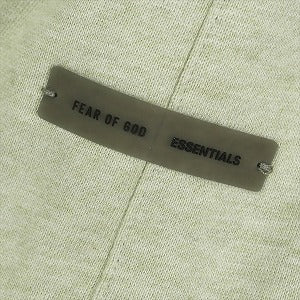 FEAR OF GOD ESSENTIALS